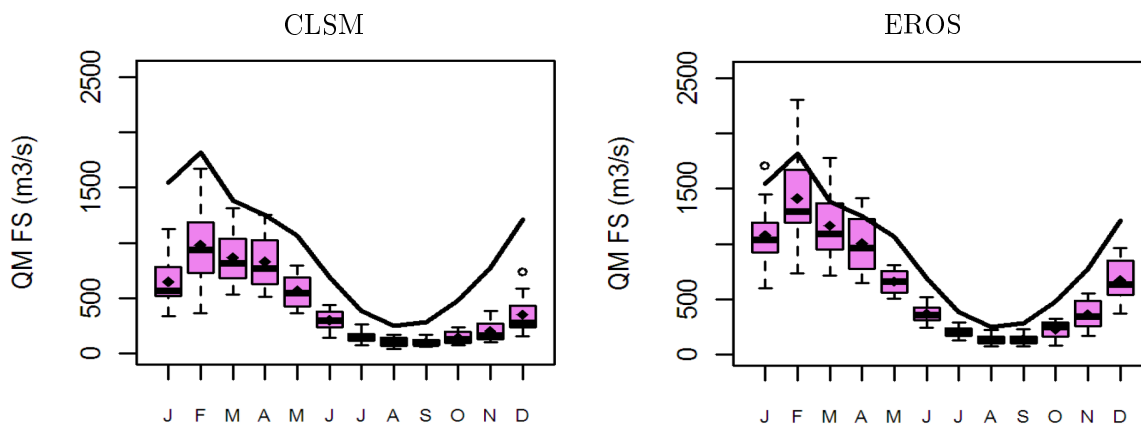 CLSM
QM FS (m3/s)
2500
1500
500
0
J F M A M J J A S O N D
EROS
QM FS (m3/s)
2500
1500
500
0
J F M A M J J A S O N D